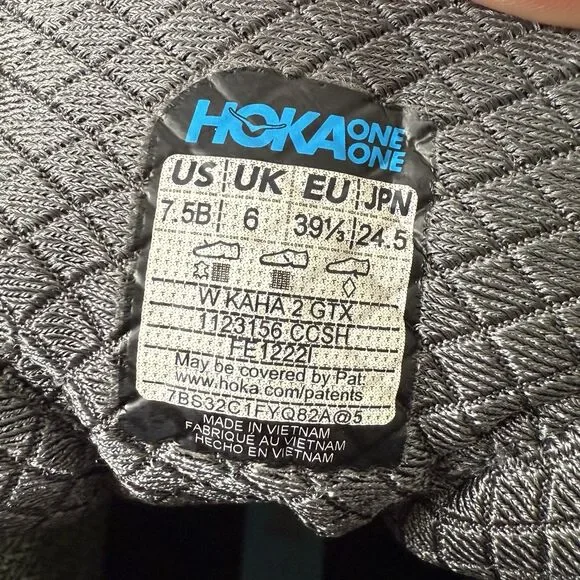 HOKA ONE ONE
US UK EU JPN
7.5B 6 39⅓ 24.5
W KAHA 2 GTX
1123156 CCSH
FE1222I
May be covered by Pat:
www.hoka.com/patents
7BS32C1FYQ82A@5
MADE IN VIETNAM
FABRIQUÉ AU VIETNAM
HECHO EN VIETNAM